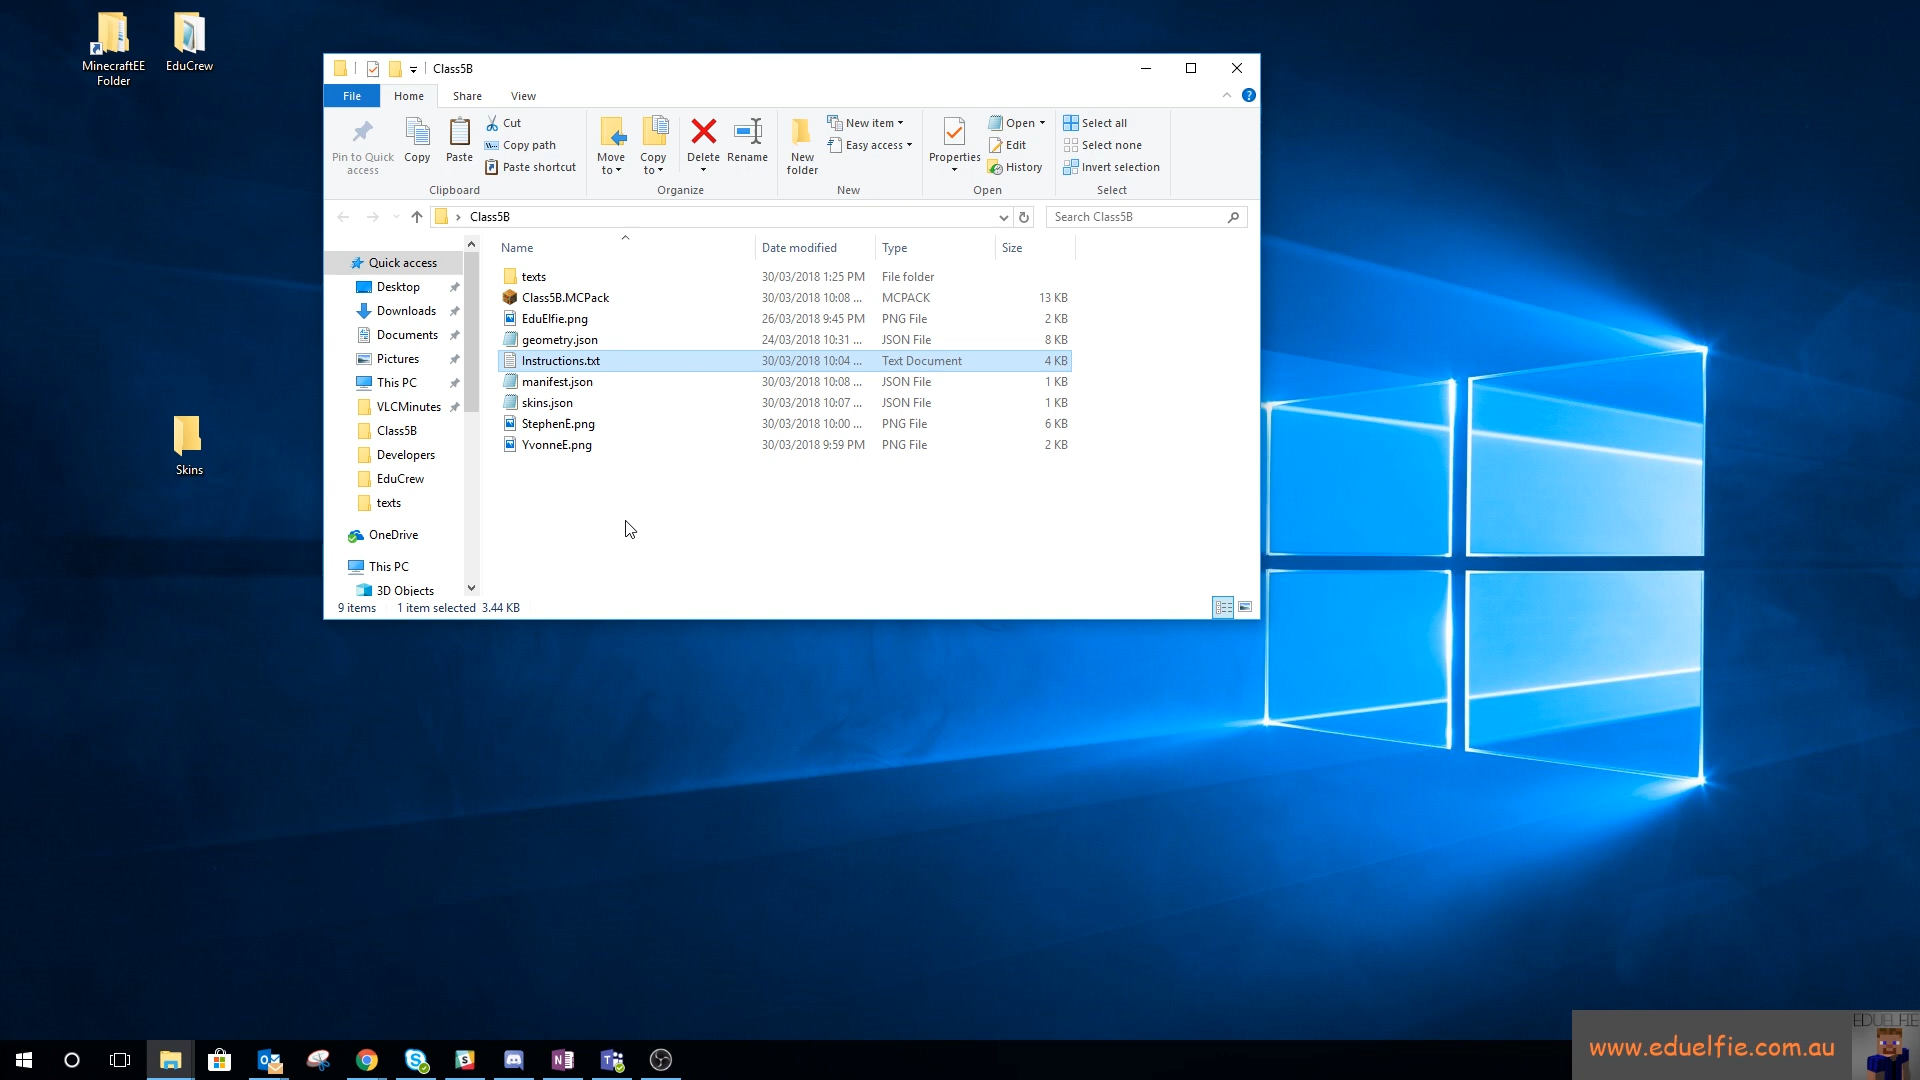 MinecraftEE
Folder
EduCrew
Skins
Class5B
File Home Share View
Pin to Quick
access
Copy
Paste
Cut
Copy path
Paste shortcut
Clipboard
Move
to
Copy
to
Delete
Rename
Organize
New
folder
New item
Easy access
New
Properties
Open
Edit
History
Open
Select all
Select none
Invert selection
Select
Class5B
Search Class5B
Quick access
Desktop
Downloads
Documents
Pictures
This PC
VLCMinutes
Class5B
Developers
EduCrew
texts
OneDrive
This PC
3D Objects
Name Date modified Type Size
texts 30/03/2018 1:25 PM File folder
Class5B.MCPack 30/03/2018 10:08 ... MCPACK 13 KB
EduElfie.png 26/03/2018 9:45 PM PNG File 2 KB
geometry.json 24/03/2018 10:31 ... JSON File 8 KB
Instructions.txt 30/03/2018 10:04 ... Text Document 4 KB
manifest.json 30/03/2018 10:08 ... JSON File 1 KB
skins.json 30/03/2018 10:07 ... JSON File 1 KB
StephenE.png 30/03/2018 10:00 ... PNG File 6 KB
YvonneE.png 30/03/2018 9:59 PM PNG File 2 KB
9 items 1 item selected 3.44 KB
EDUELFIE
www.eduelfie.com.au